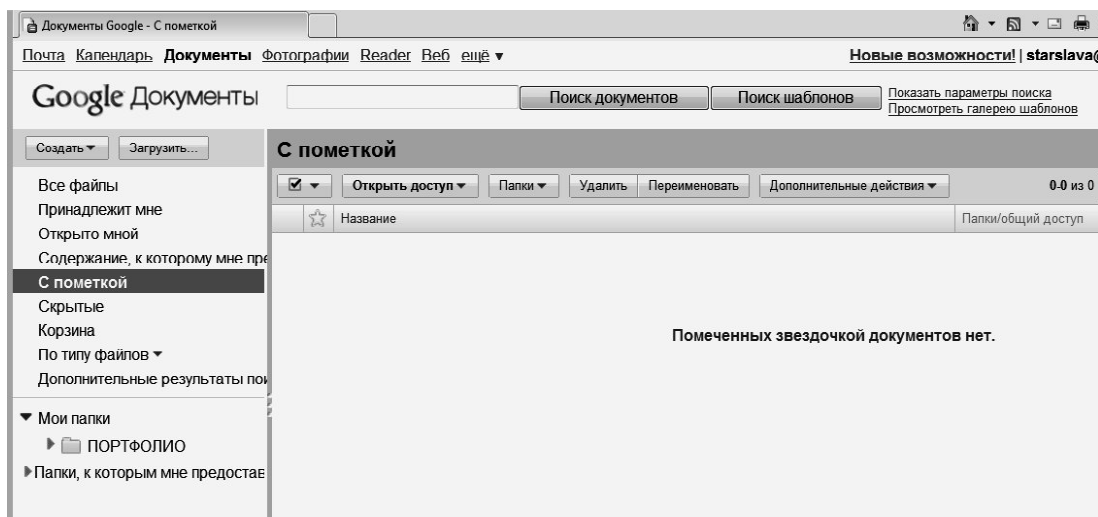 Документы Google - С пометкой
Почта Календарь Документы Фотографии Reader Веб ещё ▼ Новые возможности! | starslava@
Google Документы Поиск документов Поиск шаблонов Показать параметры поиска
Просмотреть галерею шаблонов
Создать Загрузить... С пометкой
Все файлы Открыть доступ Папки Удалить Переименовать Дополнительные действия 0-0 из 0
Принадлежит мне Название Папки/общий доступ
Открыто мной
Содержание, к которому мне пре
С пометкой
Скрытые
Корзина Помеченных звездочкой документов нет.
По типу файлов
Дополнительные результаты пои
Мои папки
ПОРТФОЛИО
Папки, к которым мне предостав